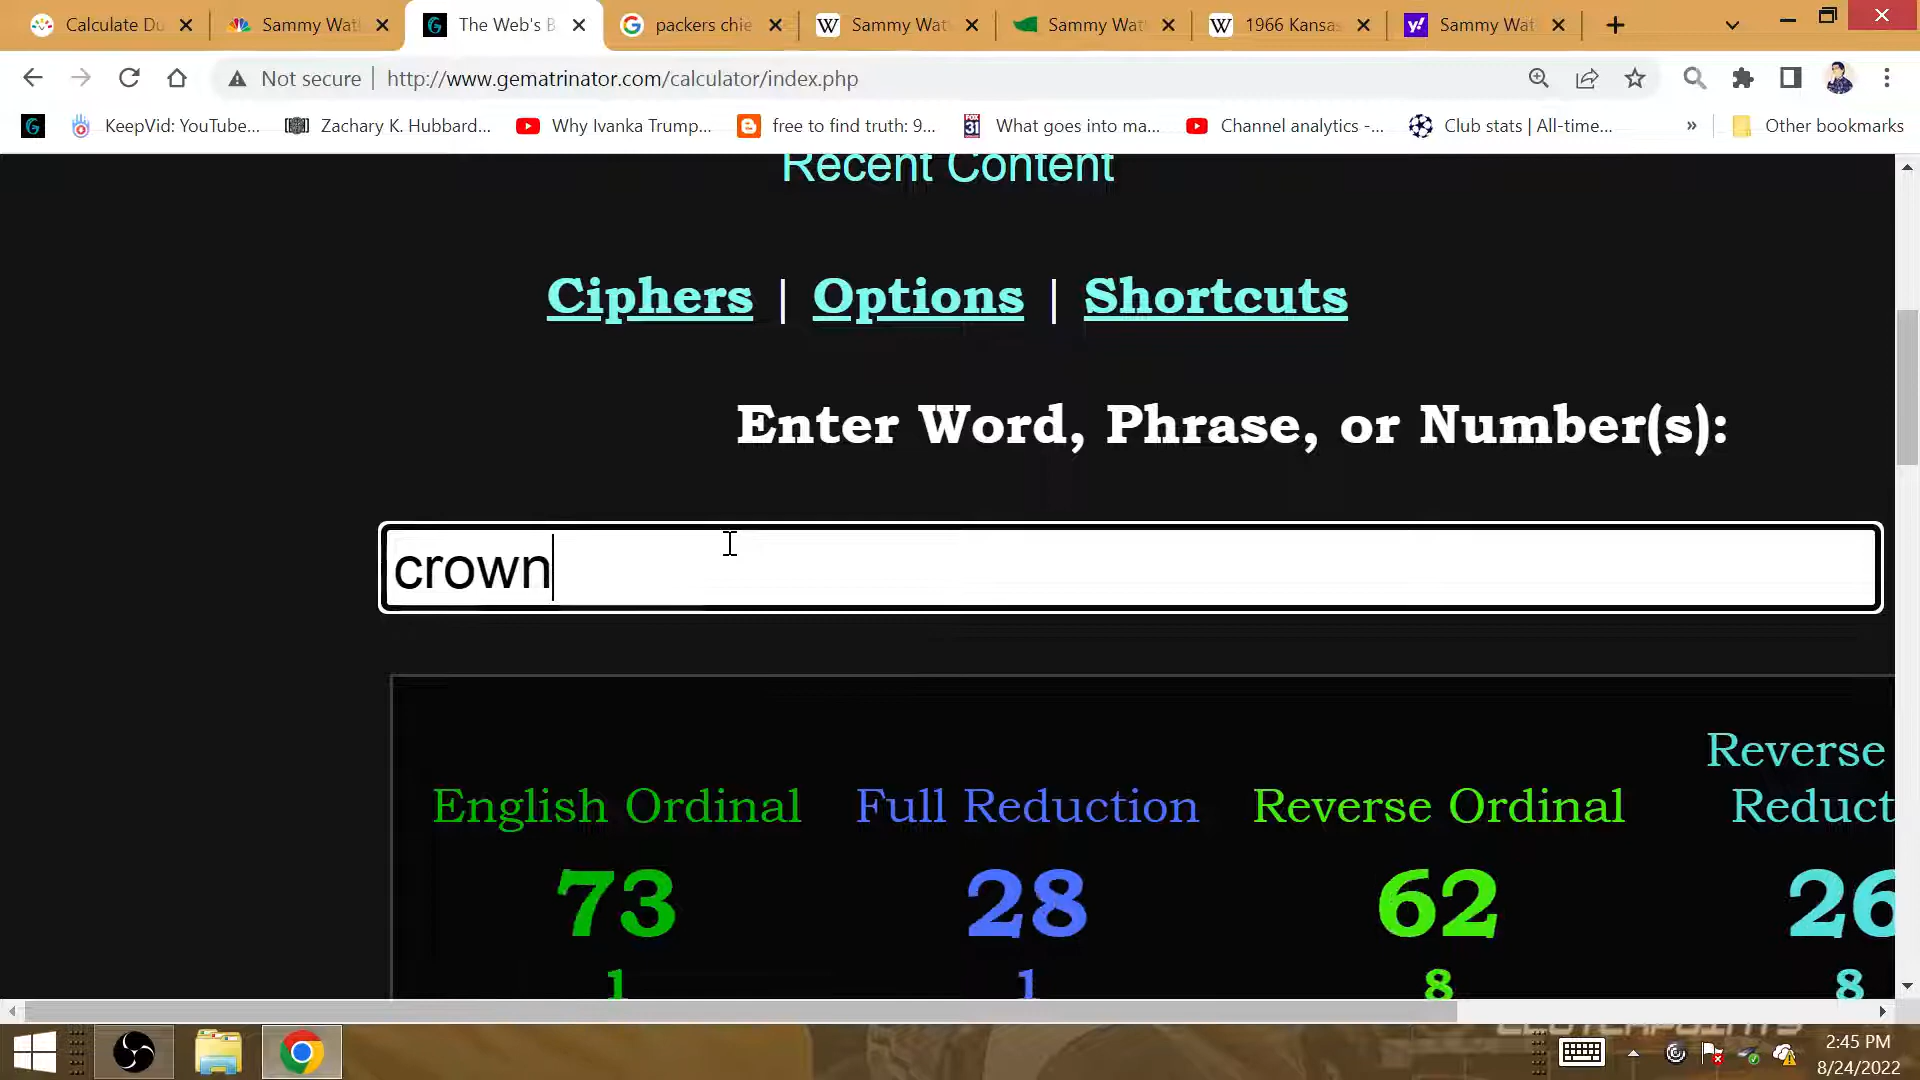 Calculate Du
Sammy Wat
The Web's B
packers chie
Sammy Wat
Sammy Wat
1966 Kansa
Sammy Wat
Not secure
http://www.gematrinator.com/calculator/index.php
KeepVid: YouTube...
Zachary K. Hubbard...
Why Ivanka Trump...
free to find truth: 9...
FOX 31
What goes into ma...
Channel analytics -...
Club stats | All-time...
»
Other bookmarks
Recent Content
Ciphers | Options | Shortcuts
Enter Word, Phrase, or Number(s):
crown
English Ordinal
Full Reduction
Reverse Ordinal
Reverse
Reduct
73
28
62
26
1
1
8
8
2:45 PM
8/24/2022